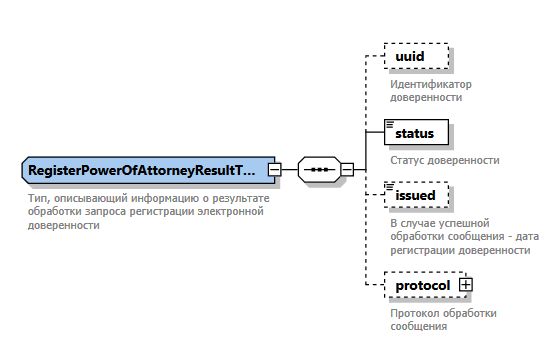 uuid
Идентификатор
доверенности
status
Статус доверенности
RegisterPowerOfAttorneyResultT...
Тип, описывающий информацию о результате
обработки запроса регистрации электронной
доверенности
issued
В случае успешной
обработки сообщения - дата
регистрации доверенности
protocol
Протокол обработки
сообщения